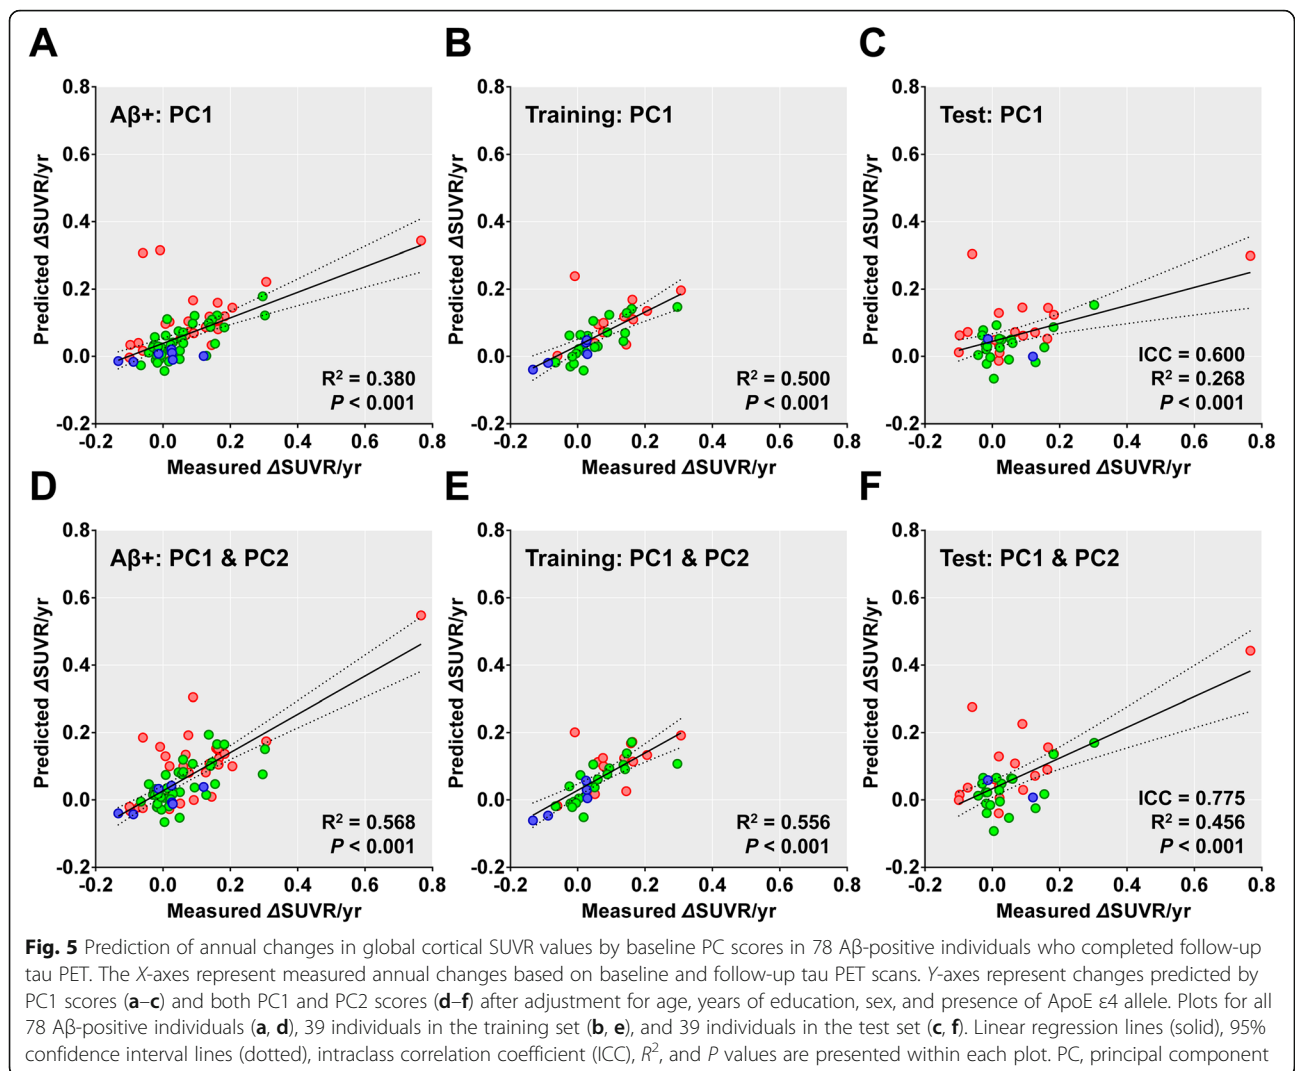 A
B
C
Aβ+: PC1
Training: PC1
Test: PC1
Predicted ΔSUVR/yr
0.8
0.6
0.4
0.2
0.0
-0.2
R² = 0.380
P < 0.001
-0.2 0.0 0.2 0.4 0.6 0.8
Measured ΔSUVR/yr
Predicted ΔSUVR/yr
0.8
0.6
0.4
0.2
0.0
-0.2
R² = 0.500
P < 0.001
-0.2 0.0 0.2 0.4 0.6 0.8
Measured ΔSUVR/yr
Predicted ΔSUVR/yr
0.8
0.6
0.4
0.2
0.0
-0.2
ICC = 0.600
R² = 0.268
P < 0.001
-0.2 0.0 0.2 0.4 0.6 0.8
Measured ΔSUVR/yr
D
E
F
Aβ+: PC1 & PC2
Training: PC1 & PC2
Test: PC1 & PC2
Predicted ΔSUVR/yr
0.8
0.6
0.4
0.2
0.0
-0.2
R² = 0.568
P < 0.001
-0.2 0.0 0.2 0.4 0.6 0.8
Measured ΔSUVR/yr
Predicted ΔSUVR/yr
0.8
0.6
0.4
0.2
0.0
-0.2
R² = 0.556
P < 0.001
-0.2 0.0 0.2 0.4 0.6 0.8
Measured ΔSUVR/yr
Predicted ΔSUVR/yr
0.8
0.6
0.4
0.2
0.0
-0.2
ICC = 0.775
R² = 0.456
P < 0.001
-0.2 0.0 0.2 0.4 0.6 0.8
Measured ΔSUVR/yr
Fig. 5 Prediction of annual changes in global cortical SUVR values by baseline PC scores in 78 Aβ-positive individuals who completed follow-up
tau PET. The X-axes represent measured annual changes based on baseline and follow-up tau PET scans. Y-axes represent changes predicted by
PC1 scores (a–c) and both PC1 and PC2 scores (d–f) after adjustment for age, years of education, sex, and presence of ApoE ε4 allele. Plots for all
78 Aβ-positive individuals (a, d), 39 individuals in the training set (b, e), and 39 individuals in the test set (c, f). Linear regression lines (solid), 95%
confidence interval lines (dotted), intraclass correlation coefficient (ICC), R², and P values are presented within each plot. PC, principal component